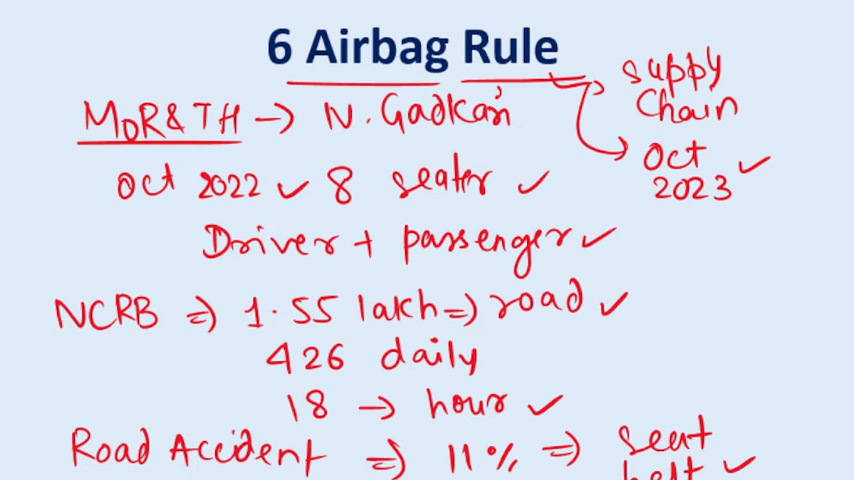 6 Airbag Rule
MoR&TH → N. Gadkari
Supply
Chain
Oct 2022 ✓ 8 seater ✓
Oct
2023 ✓
Driver + passenger ✓
NCRB ⇒ 1.55 lakh ⇒ road ✓
426 daily
18 → hour ✓
Road Accident ⇒ 11% ⇒ seat
belt ✓